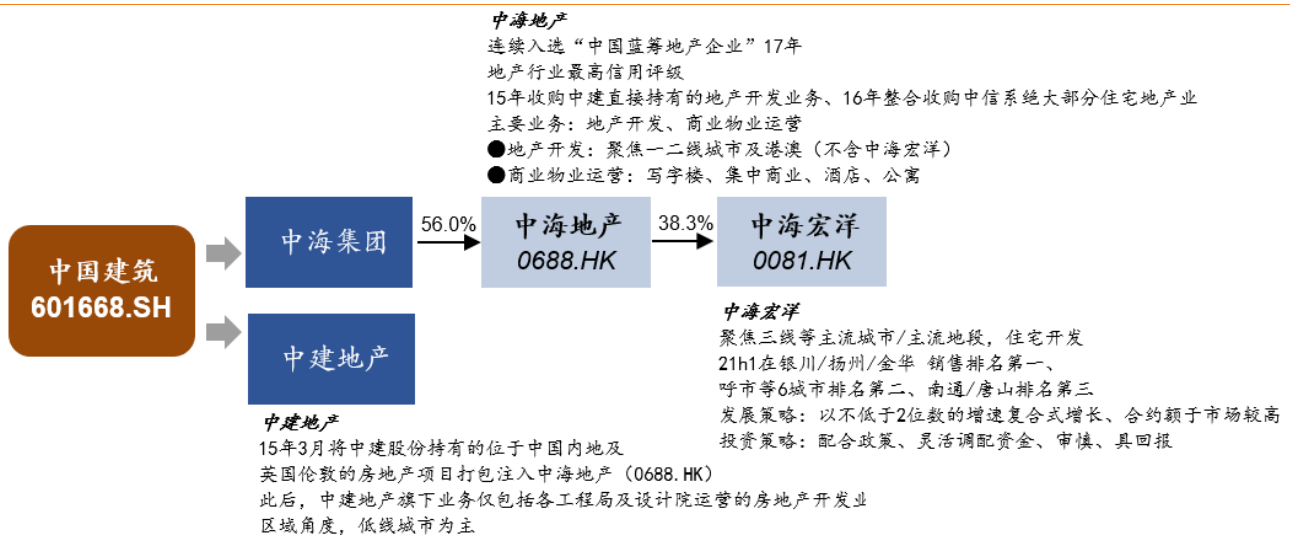 中海地产
连续入选“中国蓝筹地产企业”17年
地产行业最高信用评级
15年收购中建直接持有的地产开发业务、16年整合收购中信系绝大部分住宅地产业
主要业务：地产开发、商业物业运营
●地产开发：聚焦一二线城市及港澳（不含中海宏洋）
●商业物业运营：写字楼、集中商业、酒店、公寓
中国建筑
601668.SH
中海集团
56.0%
中海地产
0688.HK
38.3%
中海宏洋
0081.HK
中建地产
中海宏洋
聚焦三线等主流城市/主流地段，住宅开发
21h1在银川/扬州/金华 销售排名第一、
呼市等6城市排名第二、南通/唐山排名第三
发展策略：以不低于2位数的增速复合式增长、合约额于市场较高
投资策略：配合政策、灵活调配资金、审慎、具回报
中建地产
15年3月将中建股份持有的位于中国内地及
英国伦敦的房地产项目打包注入中海地产（0688.HK）
此后，中建地产旗下业务仅包括各工程局及设计院运营的房地产开发业
区域角度，低线城市为主